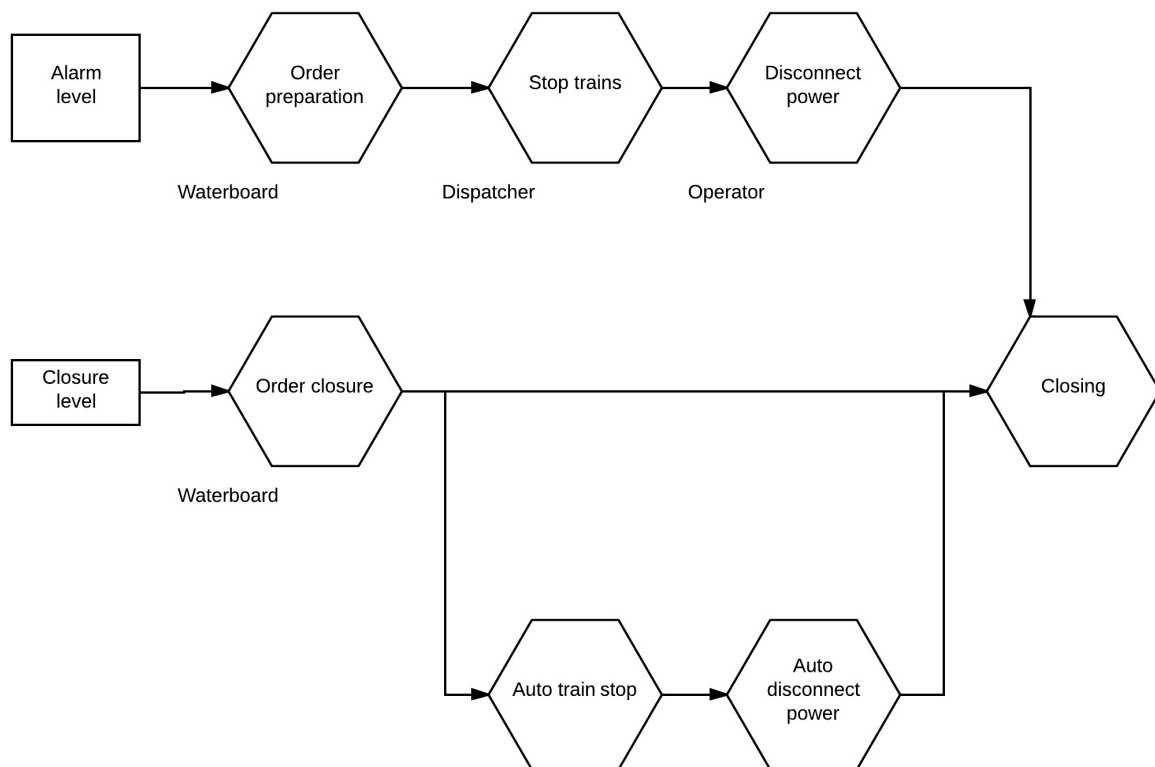 Alarm
level
Order
preparation
Stop trains
Disconnect
power
Waterboard
Dispatcher
Operator
Closure
level
Order closure
Closing
Waterboard
Auto train stop
Auto
disconnect
power